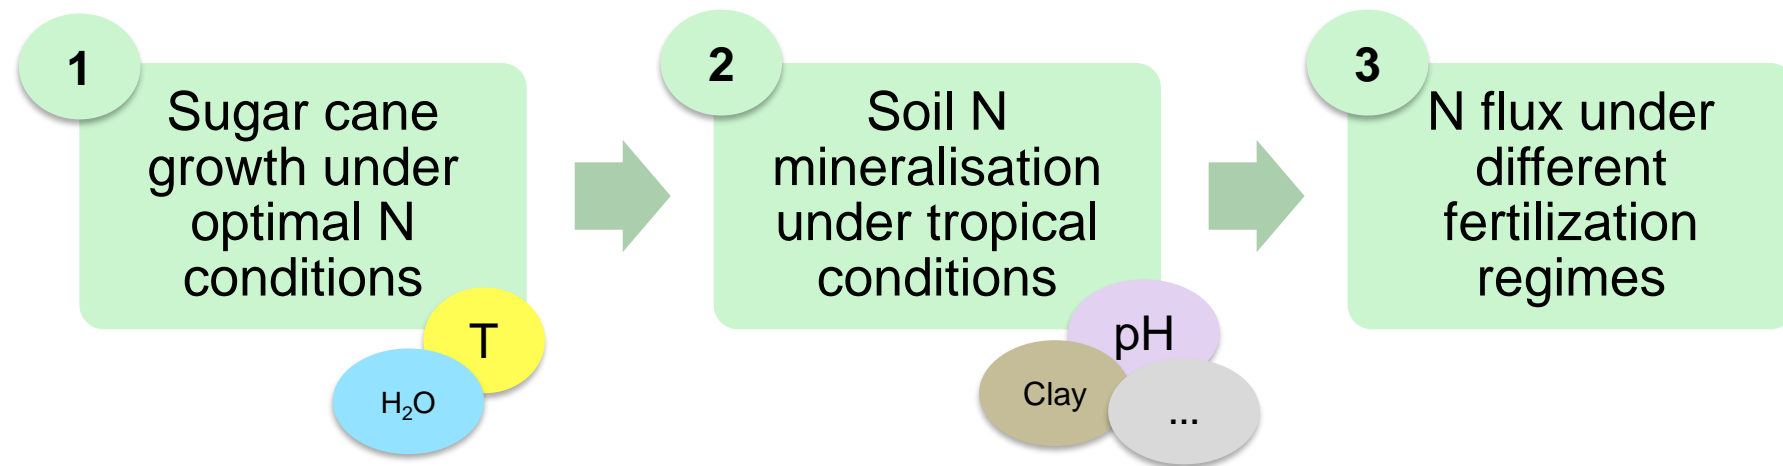 1
Sugar cane
growth under
optimal N
conditions
T
H₂O
2
Soil N
mineralisation
under tropical
conditions
pH
Clay
...
3
N flux under
different
fertilization
regimes